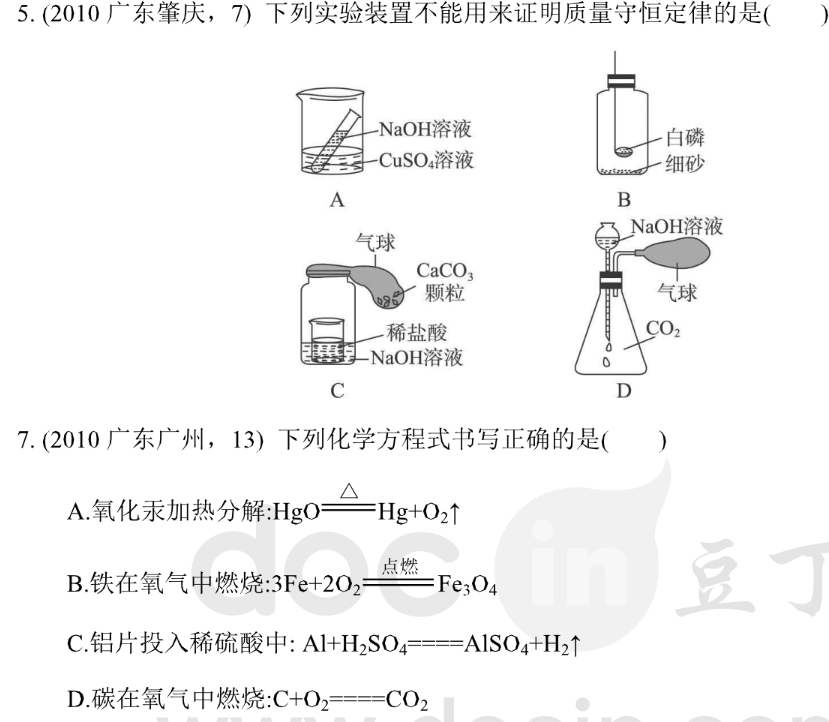 5. (2010 广东肇庆，7) 下列实验装置不能用来证明质量守恒定律的是(　　)
NaOH溶液
CuSO₄溶液
A
白磷
细砂
B
气球
CaCO₃
颗粒
稀盐酸
NaOH溶液
C
NaOH溶液
气球
CO₂
D
7. (2010 广东广州，13) 下列化学方程式书写正确的是(　　)
△
A.氧化汞加热分解:HgO══Hg+O₂↑
点燃
B.铁在氧气中燃烧:3Fe+2O₂══Fe₃O₄
C.铝片投入稀硫酸中: Al+H₂SO₄====AlSO₄+H₂↑
D.碳在氧气中燃烧:C+O₂====CO₂
doc in 豆丁